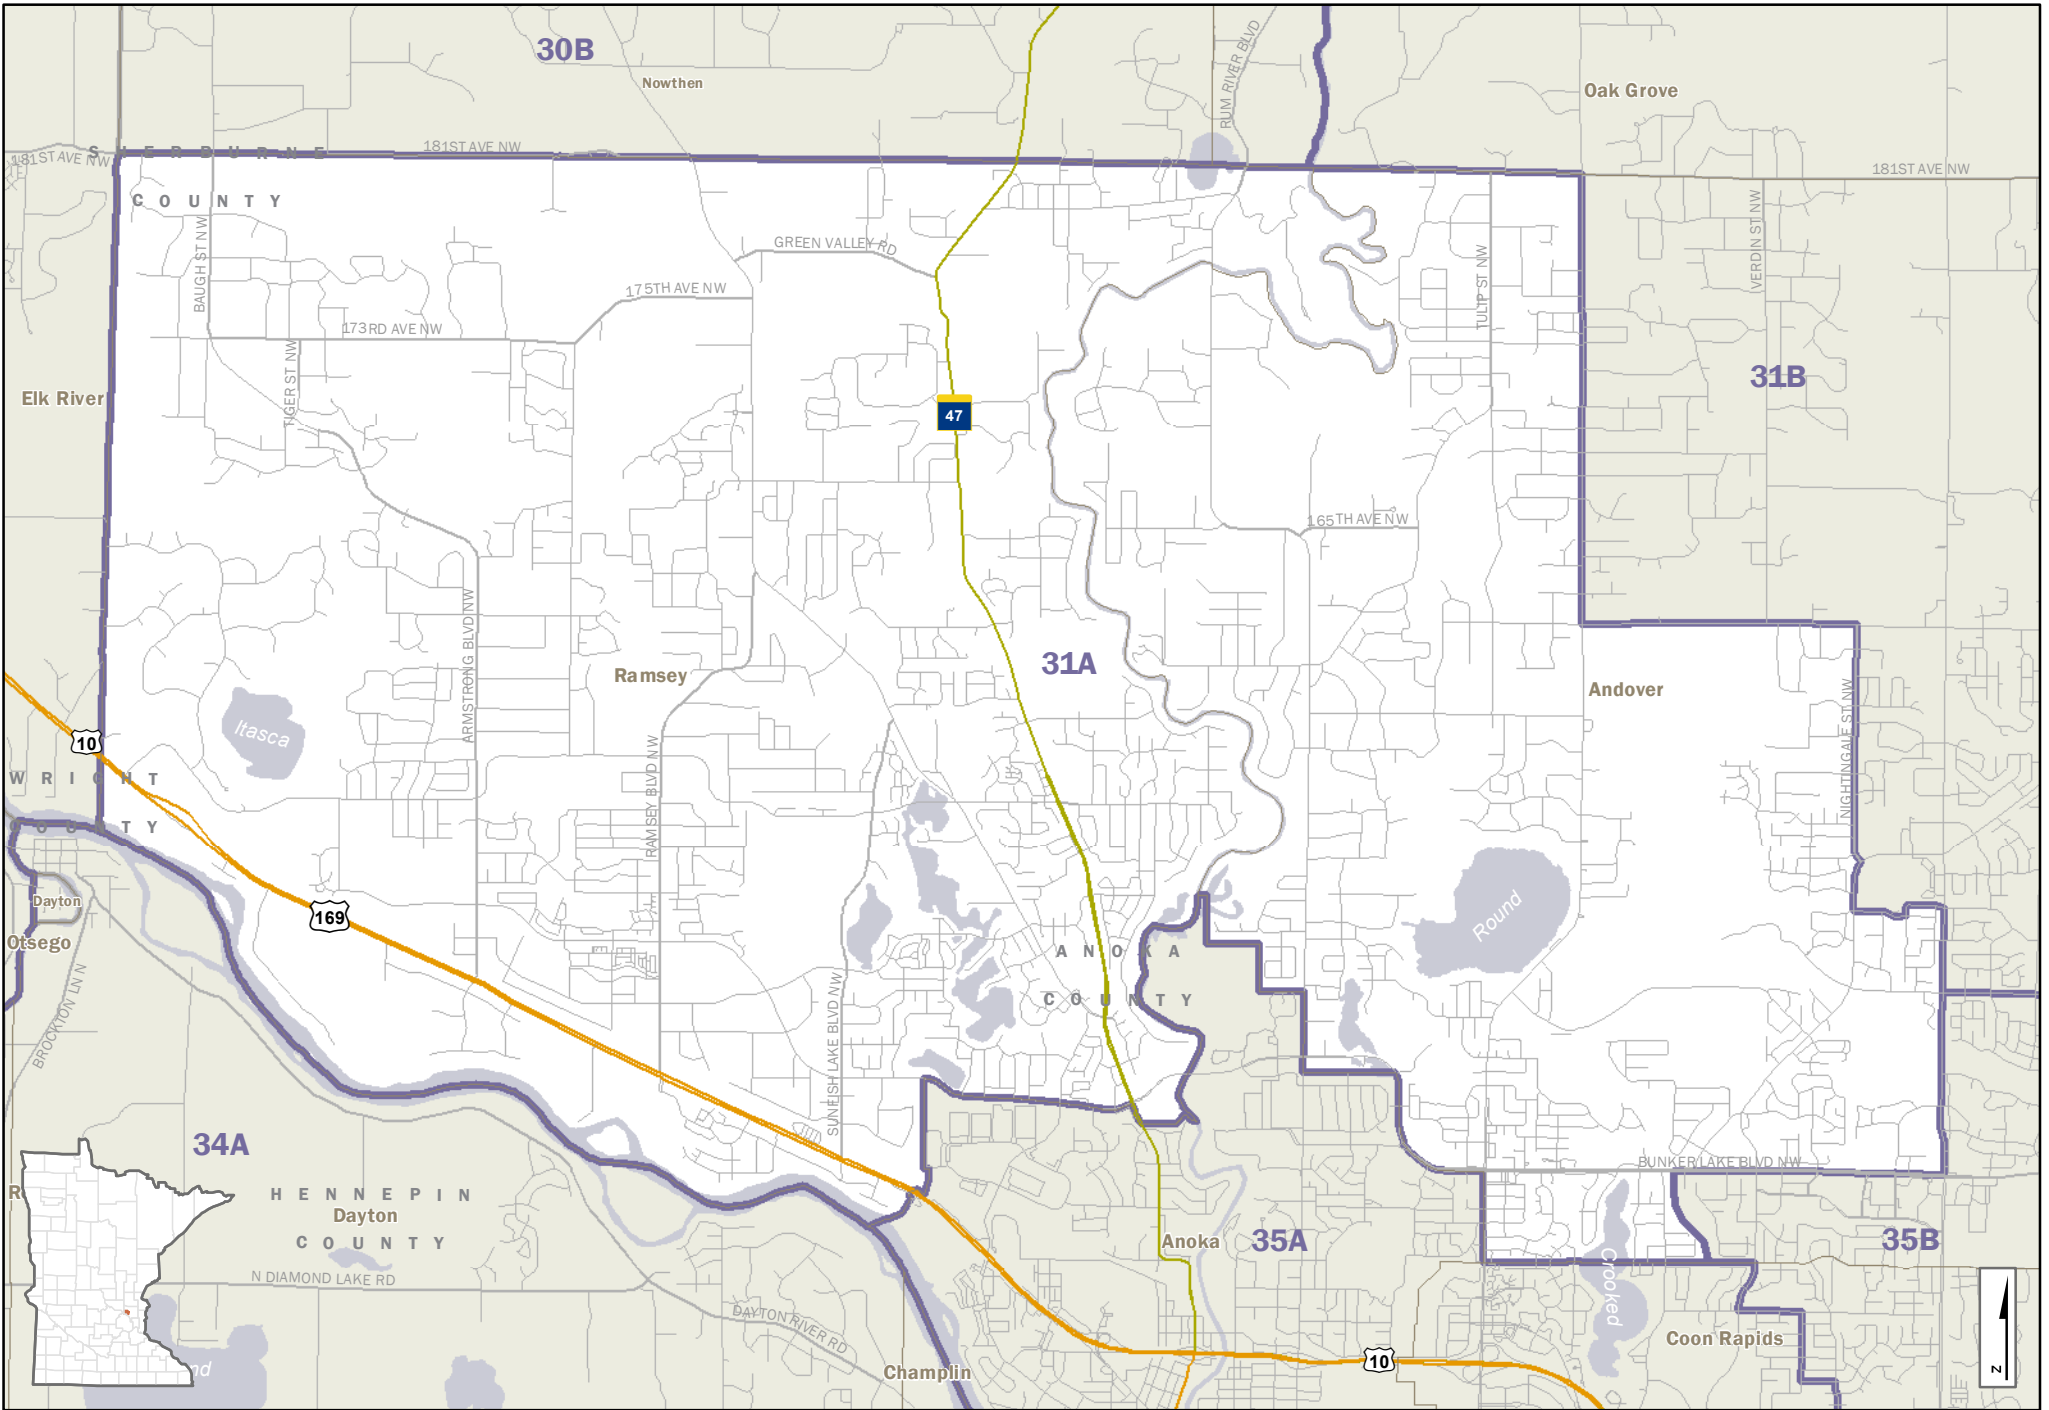 30B
Nowthen
RUM RIVER BLVD
Oak Grove
181ST AVE NW
SHERBURNE
181ST AVE NW
181ST AVE NW
COUNTY
BAUGH ST NW
GREEN VALLEY RD
VERDIN ST NW
TULIP ST NW
175TH AVE NW
173RD AVE NW
TIGER ST NW
31B
Elk River
47
165TH AVE NW
ARMSTRONG BLVD NW
31A
Ramsey
Andover
NIGHTINGALE ST NW
Itasca
10
RAMSEY BLVD NW
WRIGHT
COUNTY
Dayton
169
Round
Otsego
ANOKA
COUNTY
BROCKTON LN N
SUNFISH LAKE BLVD NW
34A
BUNKER LAKE BLVD NW
HENNEPIN
Dayton
COUNTY
Anoka
35A
35B
N DIAMOND LAKE RD
Crooked
DAYTON RIVER RD
Coon Rapids
10
Champlin
N